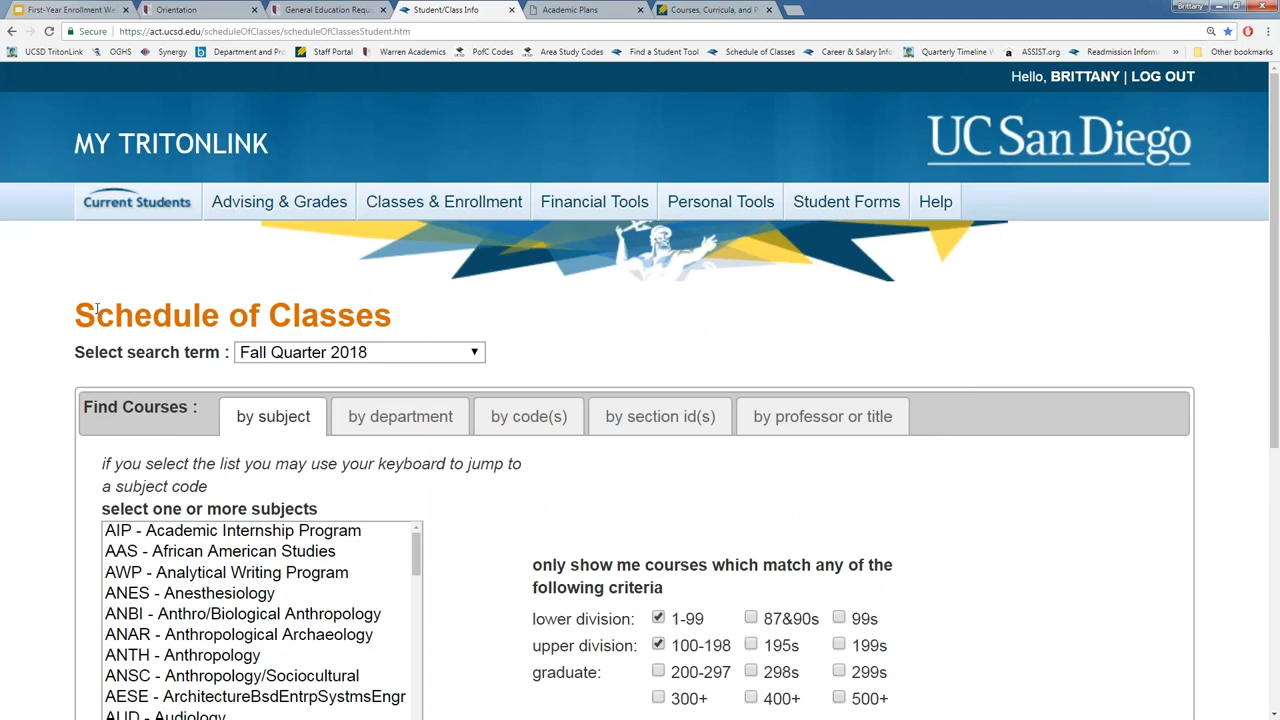 First-Year Enrollment We
Orientation
General Education Requi
Student/Class Info
Academic Plans
Courses, Curricula, and P
Brittany
Secure | https://act.ucsd.edu/scheduleOfClasses/scheduleOfClassesStudent.htm
UCSD TritonLink
OGHS
Synergy
Department and Pro
Staff Portal
Warren Academics
PofC Codes
Area Study Codes
Find a Student Tool
Schedule of Classes
Career & Salary Info
Quarterly Timeline
ASSIST.org
Readmission Inform
Other bookmarks
Hello, BRITTANY | LOG OUT
MY TRITONLINK
UC San Diego
Current Students
Advising & Grades
Classes & Enrollment
Financial Tools
Personal Tools
Student Forms
Help
Schedule of Classes
Select search term : Fall Quarter 2018
Find Courses :
by subject
by department
by code(s)
by section id(s)
by professor or title
if you select the list you may use your keyboard to jump to
a subject code
select one or more subjects
AIP - Academic Internship Program
AAS - African American Studies
AWP - Analytical Writing Program
ANES - Anesthesiology
ANBI - Anthro/Biological Anthropology
ANAR - Anthropological Archaeology
ANTH - Anthropology
ANSC - Anthropology/Sociocultural
AESE - ArchitectureBsdEntrpSystmsEngr
AUD - Audiology
only show me courses which match any of the
following criteria
lower division: 1-99 87&90s 99s
upper division: 100-198 195s 199s
graduate: 200-297 298s 299s
300+ 400+ 500+